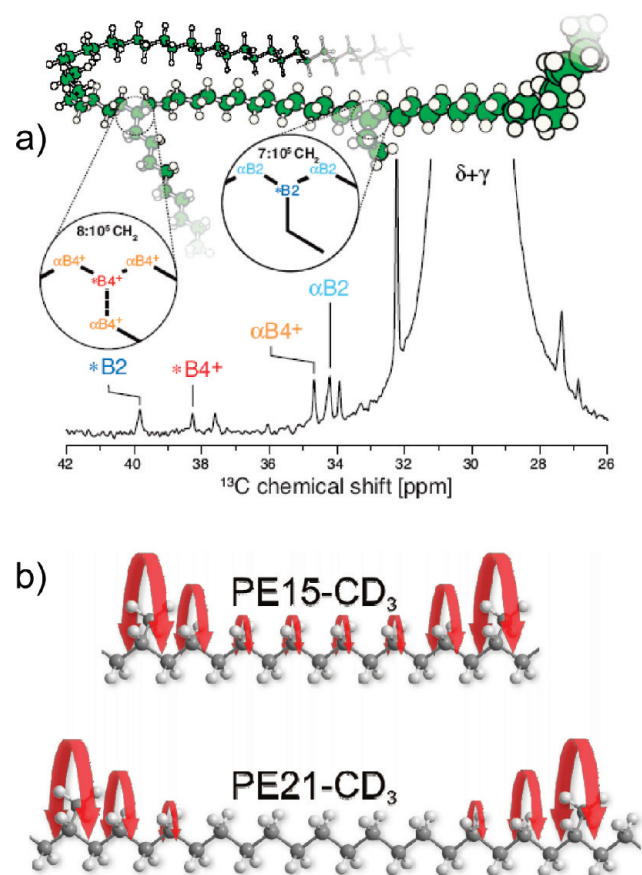 a)
7:10⁵ CH₂
αB2 αB2
*B2
8:10⁵ CH₂
αB4⁺ αB4⁺
*B4⁺
αB4⁺
δ+γ
αB2
αB4⁺
*B2 *B4⁺
42 40 38 36 34 32 30 28 26
¹³C chemical shift [ppm]
b)
PE15-CD₃
PE21-CD₃